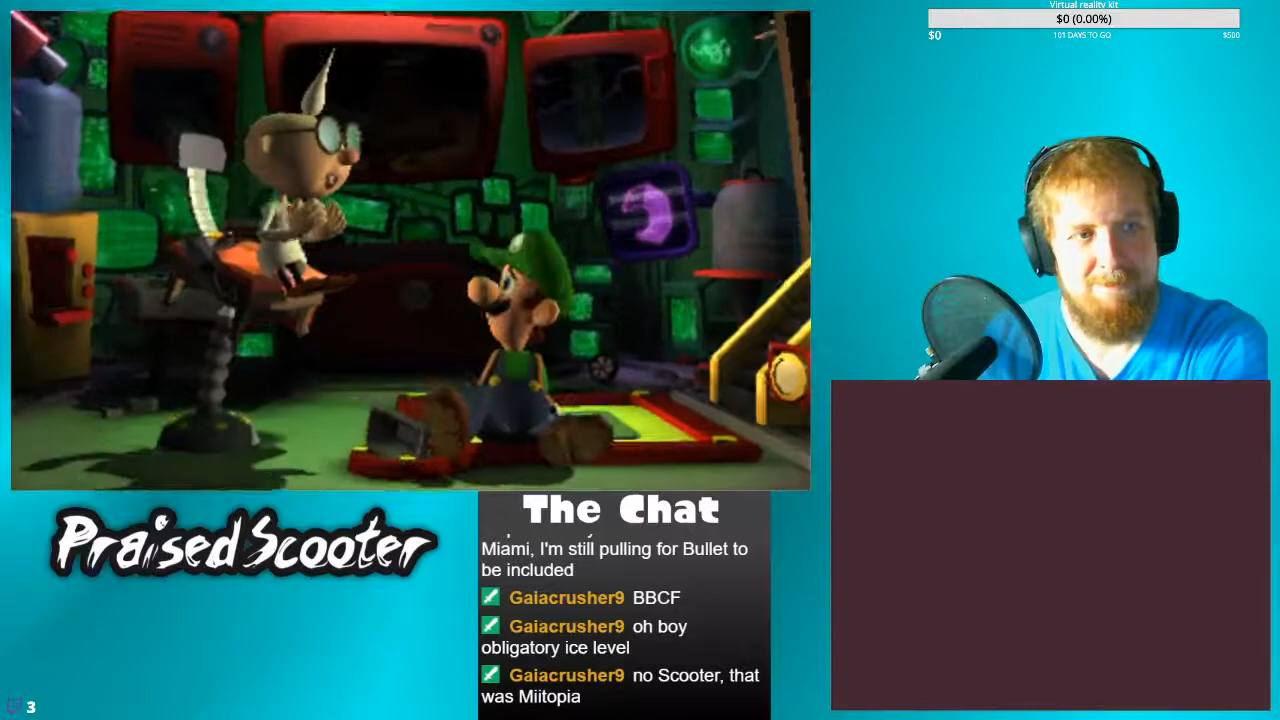 Virtual reality kit
$0 (0.00%)
$0
101 DAYS TO GO
$500
Praised Scooter
The Chat
Miami, I'm still pulling for Bullet to
be included
Gaiacrusher9 BBCF
Gaiacrusher9 oh boy
obligatory ice level
Gaiacrusher9 no Scooter, that
was Miitopia
3